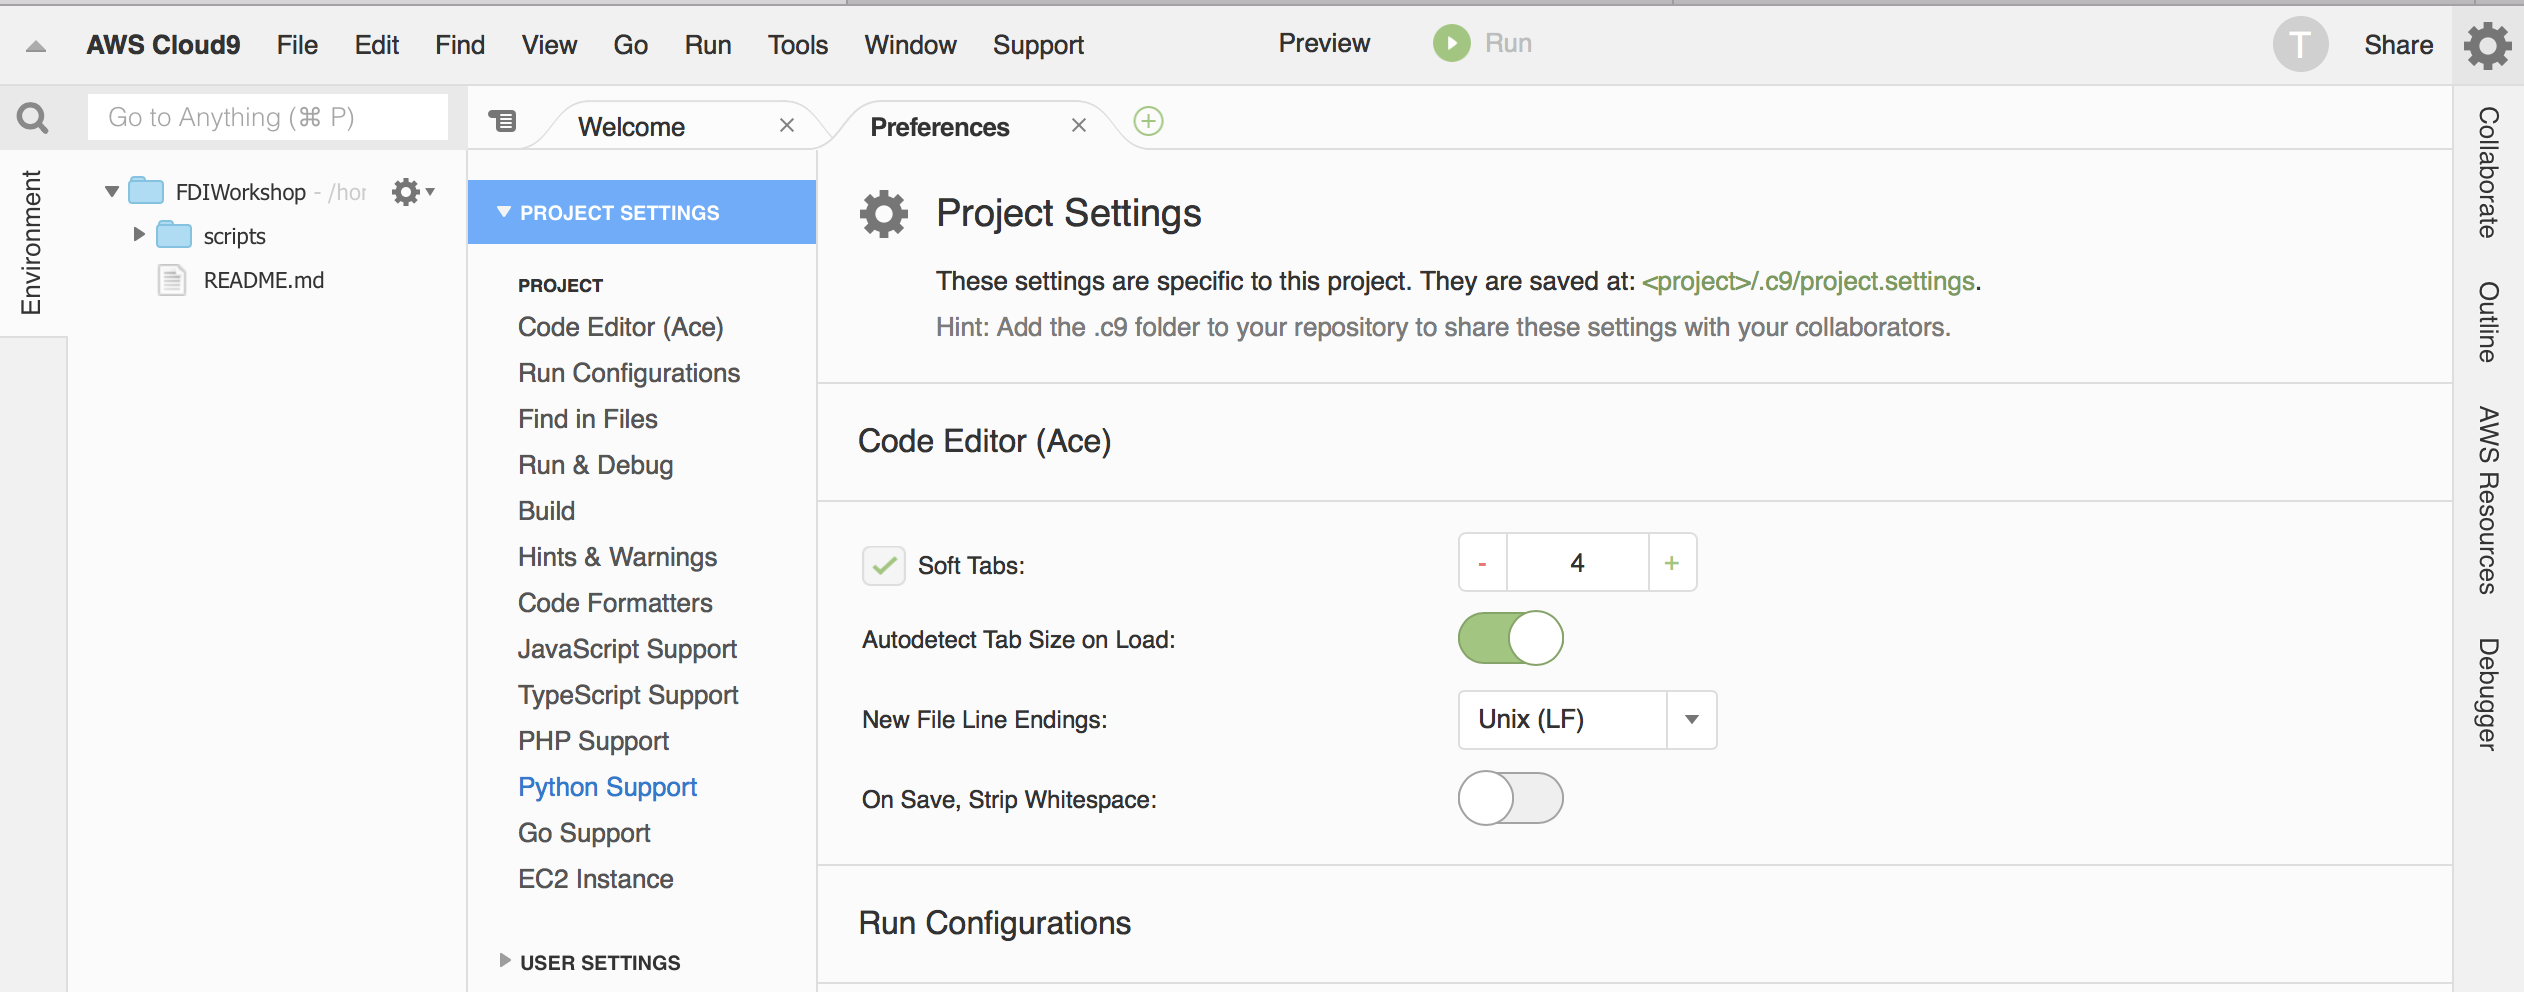 AWS Cloud9 File Edit Find View Go Run Tools Window Support Preview Run T Share
Go to Anything (⌘ P)
Welcome
Preferences
Environment
FDIWorkshop - /hor
scripts
README.md
PROJECT SETTINGS
PROJECT
Code Editor (Ace)
Run Configurations
Find in Files
Run & Debug
Build
Hints & Warnings
Code Formatters
JavaScript Support
TypeScript Support
PHP Support
Python Support
Go Support
EC2 Instance
USER SETTINGS
Project Settings
These settings are specific to this project. They are saved at: <project>/.c9/project.settings.
Hint: Add the .c9 folder to your repository to share these settings with your collaborators.
Code Editor (Ace)
Soft Tabs: - 4 +
Autodetect Tab Size on Load:
New File Line Endings: Unix (LF)
On Save, Strip Whitespace:
Run Configurations
Collaborate
Outline
AWS Resources
Debugger